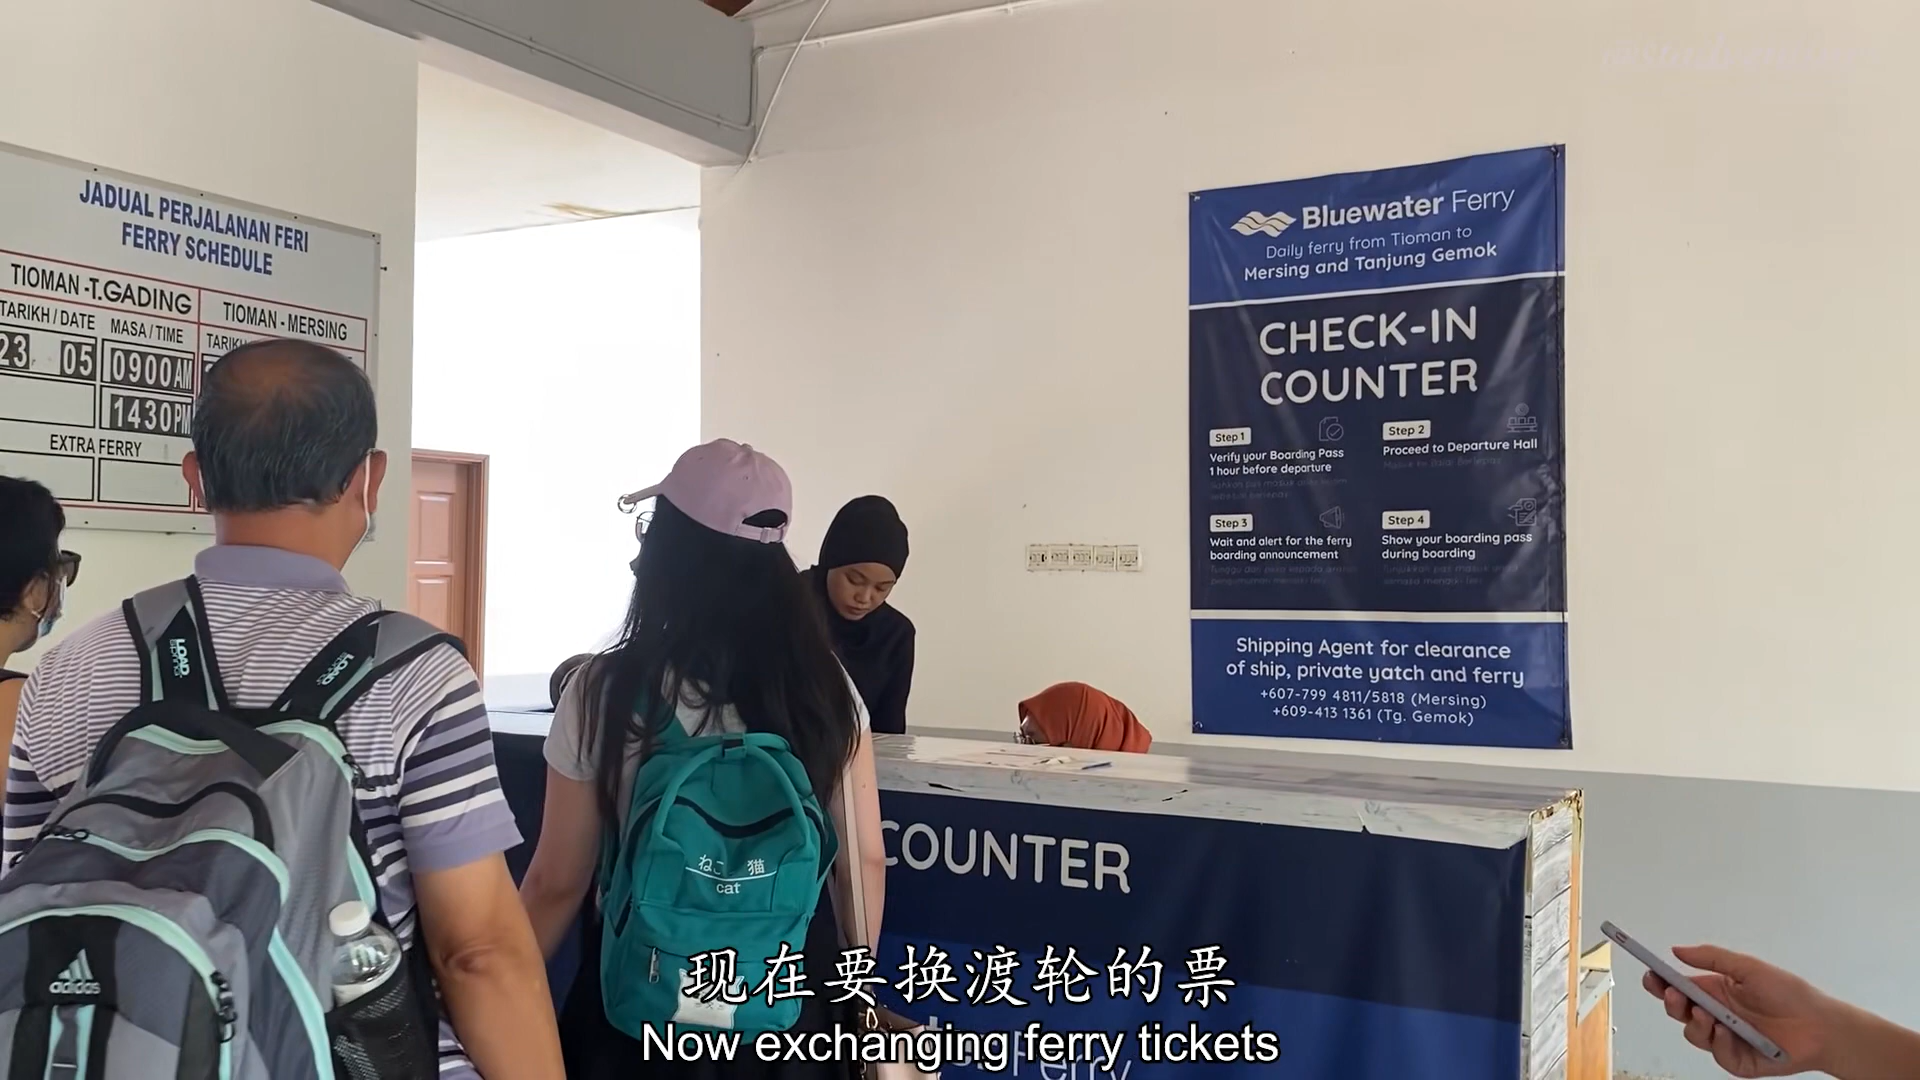 JADUAL PERJALANAN FERI
FERRY SCHEDULE
TIOMAN -T.GADING
TIOMAN - MERSING
TARIKH / DATE
MASA / TIME
23 05
0900AM
1430PM
EXTRA FERRY
Bluewater Ferry
Daily ferry from Tioman to
Mersing and Tanjung Gemok
CHECK-IN
COUNTER
Step 1
Verify your Boarding Pass
1 hour before departure
Step 2
Proceed to Departure Hall
Step 3
Wait and alert for the ferry
boarding announcement
Step 4
Show your boarding pass
during boarding
Shipping Agent for clearance
of ship, private yatch and ferry
+607-799 4811/5818 (Mersing)
+609-413 1361 (Tg. Gemok)
COUNTER
LOAD
LOAD
adidas
ねこ 猫
cat
现在要换渡轮的票
Now exchanging ferry tickets
Ferry